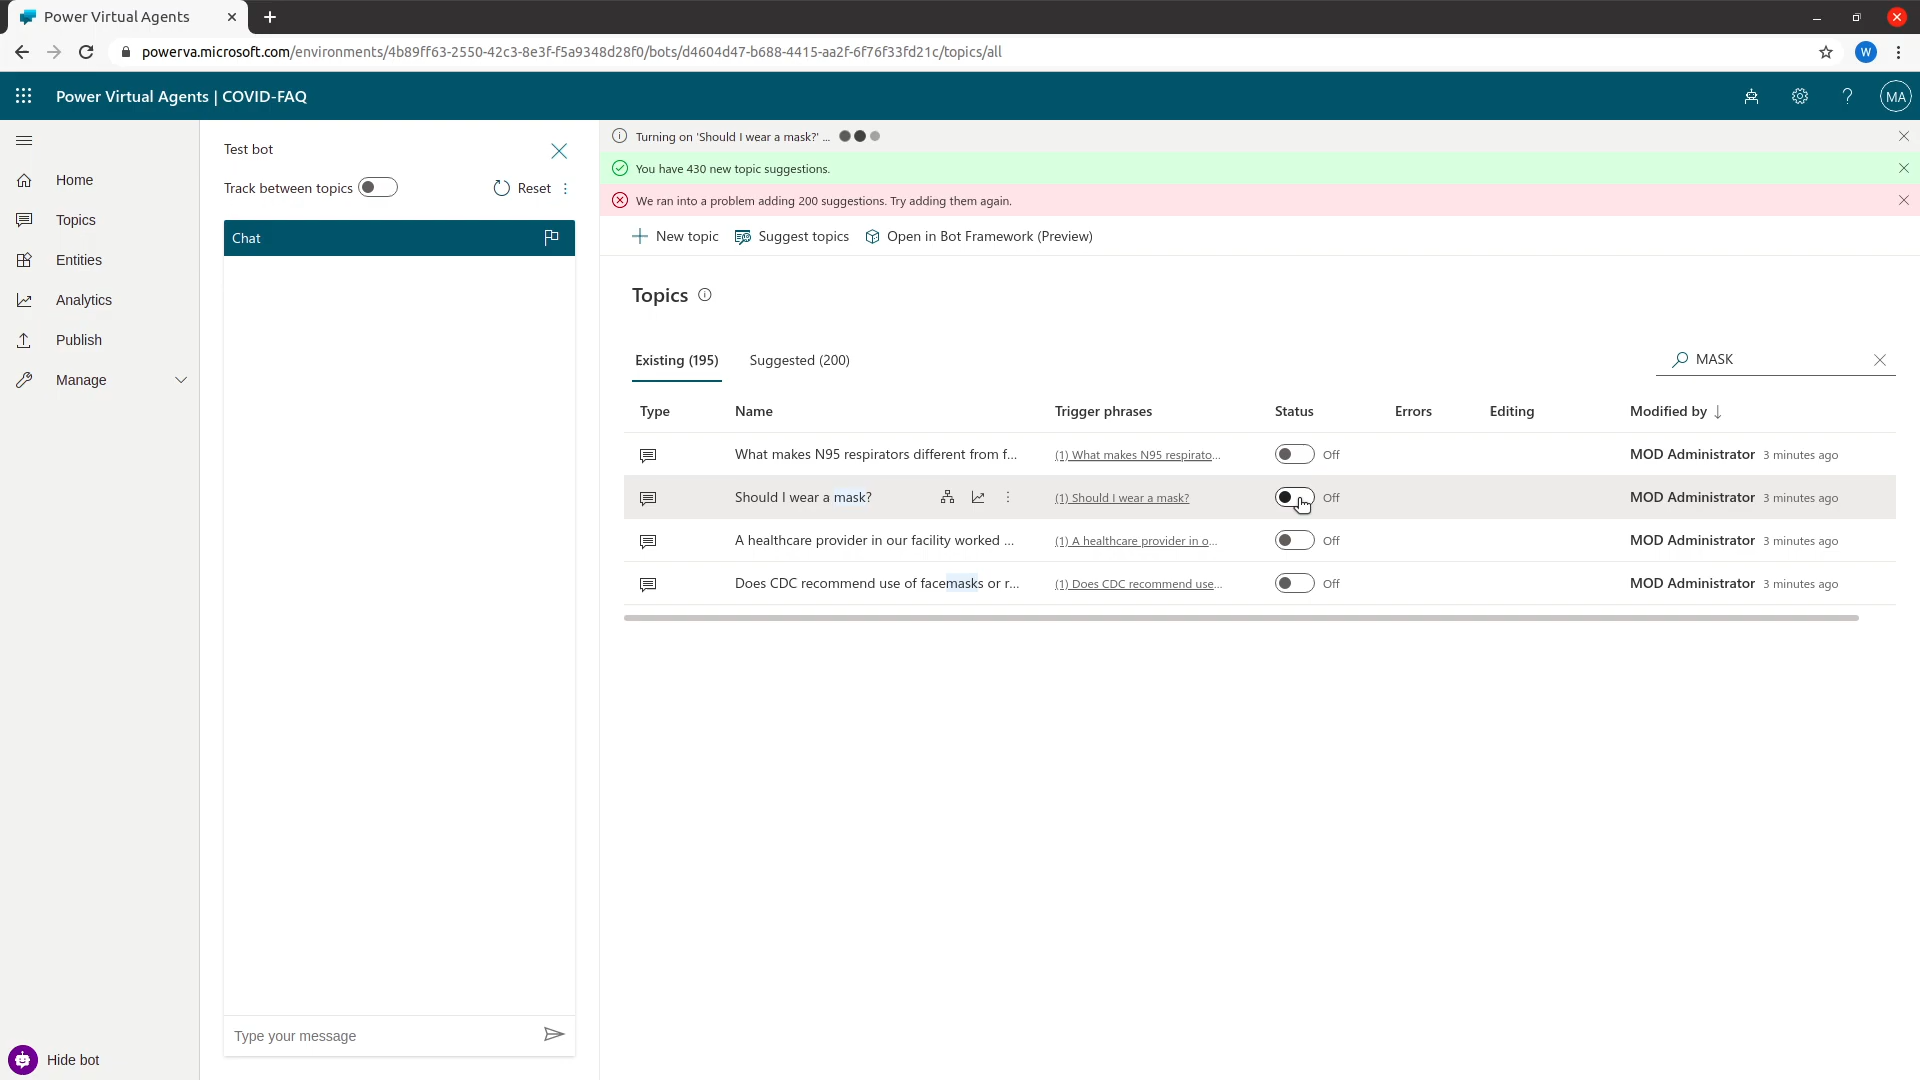 Power Virtual Agents
powerva.microsoft.com/environments/4b89ff63-2550-42c3-8e3f-f5a9348d28f0/bots/d4604d47-b688-4415-aa2f-6f76f33fd21c/topics/all
W
Power Virtual Agents | COVID-FAQ
MA
Home
Topics
Entities
Analytics
Publish
Manage
Hide bot
Test bot
Track between topics
Reset
Chat
Type your message
Turning on 'Should I wear a mask?' ...
You have 430 new topic suggestions.
We ran into a problem adding 200 suggestions. Try adding them again.
New topic Suggest topics Open in Bot Framework (Preview)
Topics
Existing (195) Suggested (200) MASK
Type Name Trigger phrases Status Errors Editing Modified by
What makes N95 respirators different from f... (1) What makes N95 respirato... Off MOD Administrator 3 minutes ago
Should I wear a mask? (1) Should I wear a mask? Off MOD Administrator 3 minutes ago
A healthcare provider in our facility worked ... (1) A healthcare provider in o... Off MOD Administrator 3 minutes ago
Does CDC recommend use of facemasks or r... (1) Does CDC recommend use... Off MOD Administrator 3 minutes ago